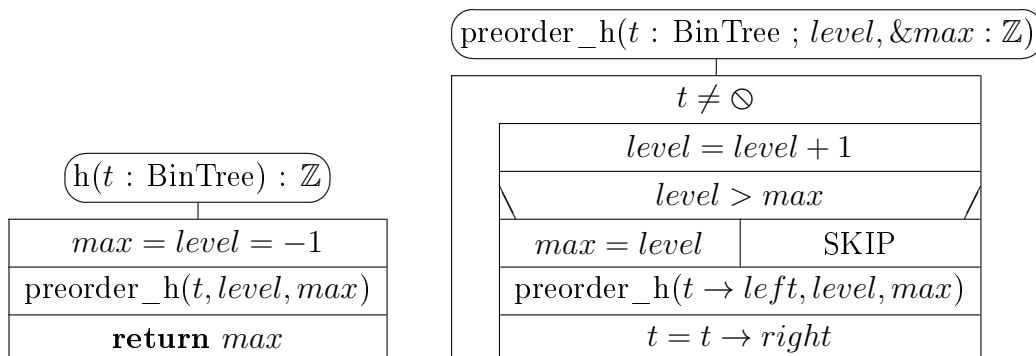 h(t : BinTree) : ℤ
max = level = −1
preorder_h(t, level, max)
return max
preorder_h(t : BinTree ; level, &max : ℤ)
t ≠ ⦸
level = level + 1
level > max
max = level
SKIP
preorder_h(t → left, level, max)
t = t → right